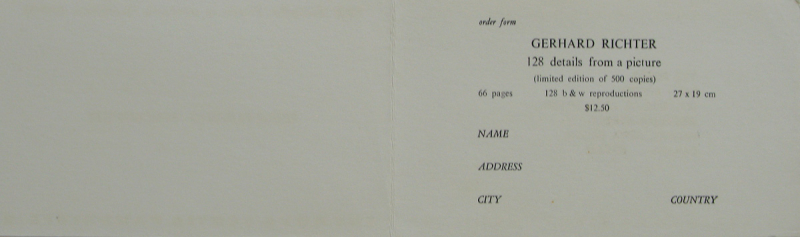 order form
GERHARD RICHTER
128 details from a picture
(limited edition of 500 copies)
66 pages 128 b & w reproductions 27 x 19 cm
$12.50
NAME
ADDRESS
CITY COUNTRY